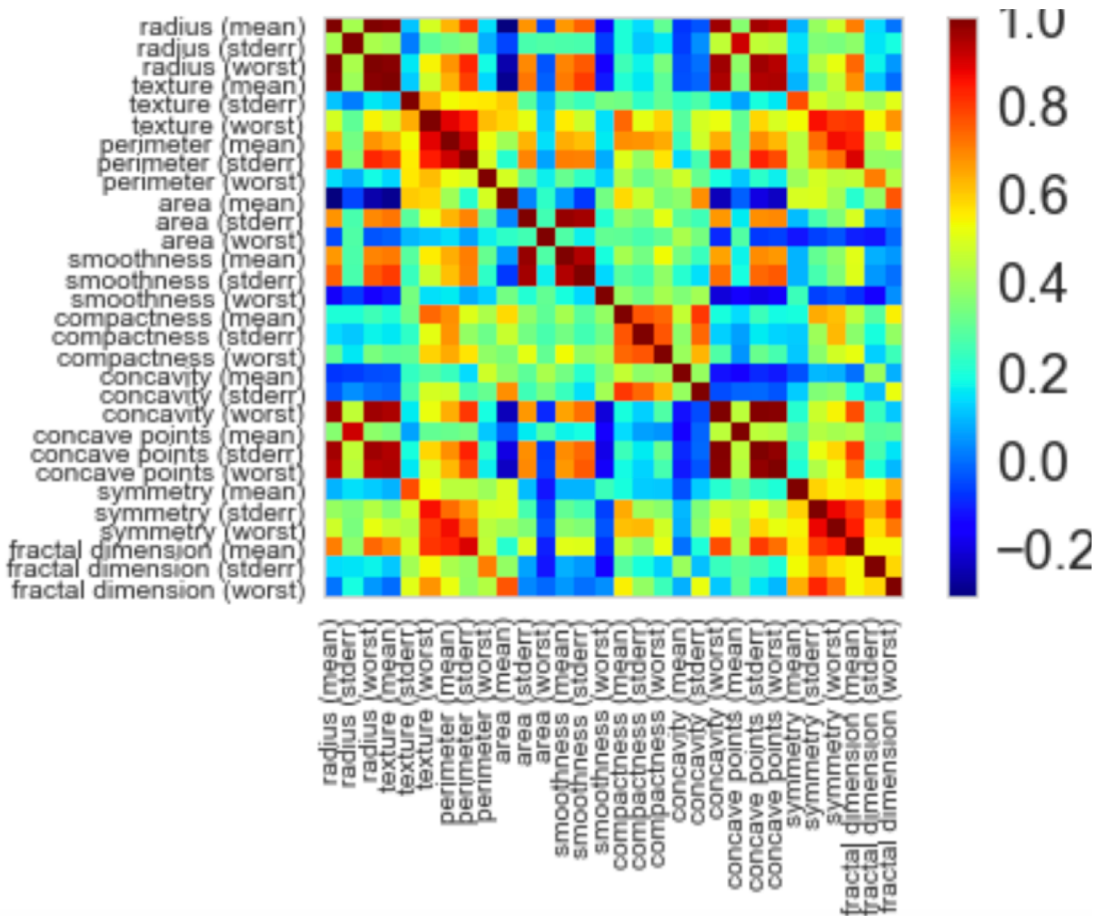 radius (mean)
radius (stderr)
radius (worst)
texture (mean)
texture (stderr)
texture (worst)
perimeter (mean)
perimeter (stderr)
perimeter (worst)
area (mean)
area (stderr)
area (worst)
smoothness (mean)
smoothness (stderr)
smoothness (worst)
compactness (mean)
compactness (stderr)
compactness (worst)
concavity (mean)
concavity (stderr)
concavity (worst)
concave points (mean)
concave points (stderr)
concave points (worst)
symmetry (mean)
symmetry (stderr)
symmetry (worst)
fractal dimension (mean)
fractal dimension (stderr)
fractal dimension (worst)
1.0
0.8
0.6
0.4
0.2
0.0
−0.2
radius (mean)
radius (stderr)
radius (worst)
texture (mean)
texture (stderr)
texture (worst)
perimeter (mean)
perimeter (stderr)
perimeter (worst)
area (mean)
area (stderr)
area (worst)
smoothness (mean)
smoothness (stderr)
smoothness (worst)
compactness (mean)
compactness (stderr)
compactness (worst)
concavity (mean)
concavity (stderr)
concavity (worst)
concave points (mean)
concave points (stderr)
concave points (worst)
symmetry (mean)
symmetry (stderr)
symmetry (worst)
fractal dimension (mean)
fractal dimension (stderr)
fractal dimension (worst)